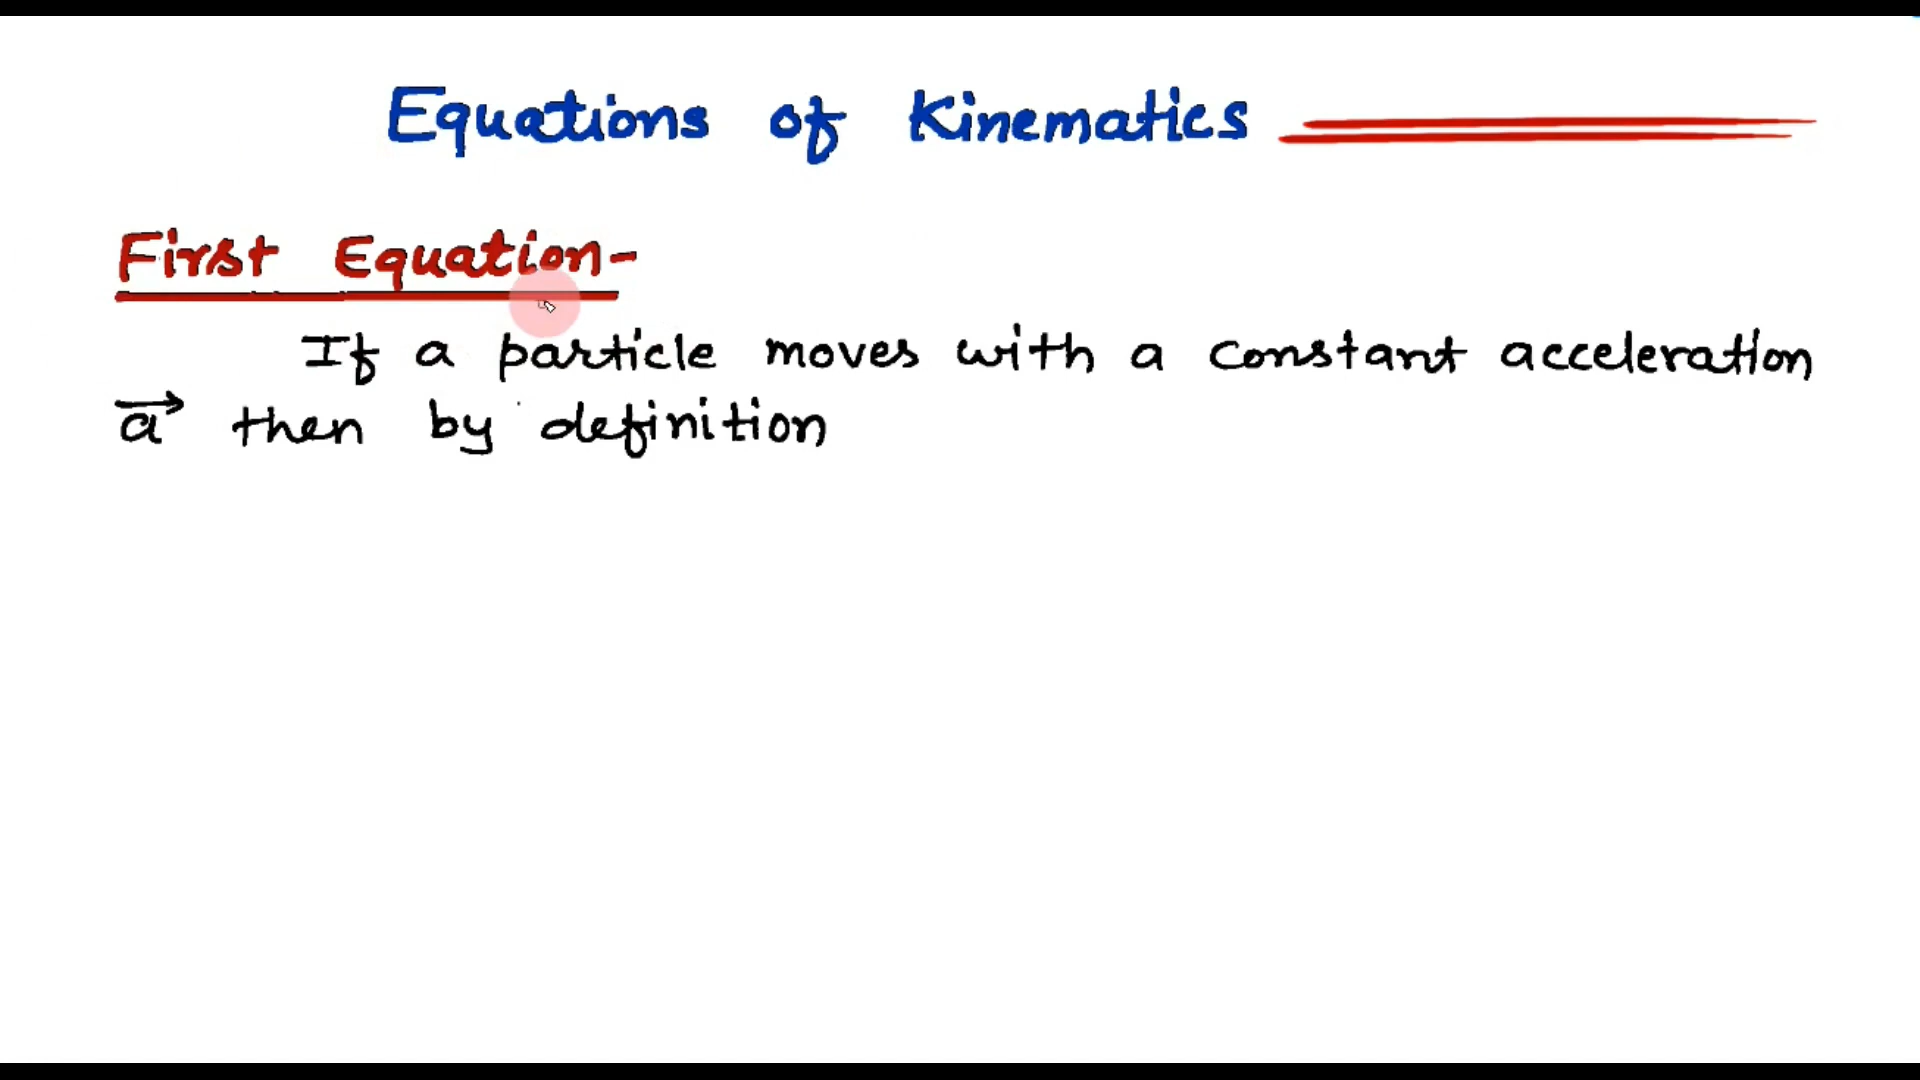 Equations of Kinematics
First Equation-
If a particle moves with a constant acceleration
a⃗ then by definition